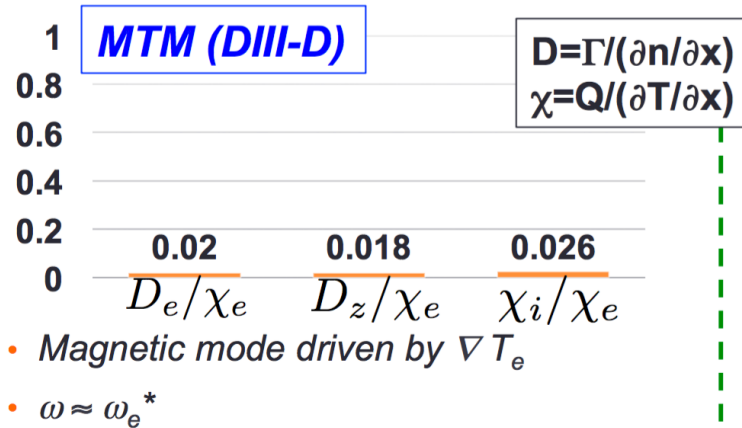 MTM (DIII-D)
D=Γ/(∂n/∂x)
χ=Q/(∂T/∂x)
1
0.8
0.6
0.4
0.2
0
0.02
0.018
0.026
D_e/χ_e
D_z/χ_e
χ_i/χ_e
• Magnetic mode driven by ∇ T_e
• ω ≈ ω_e*